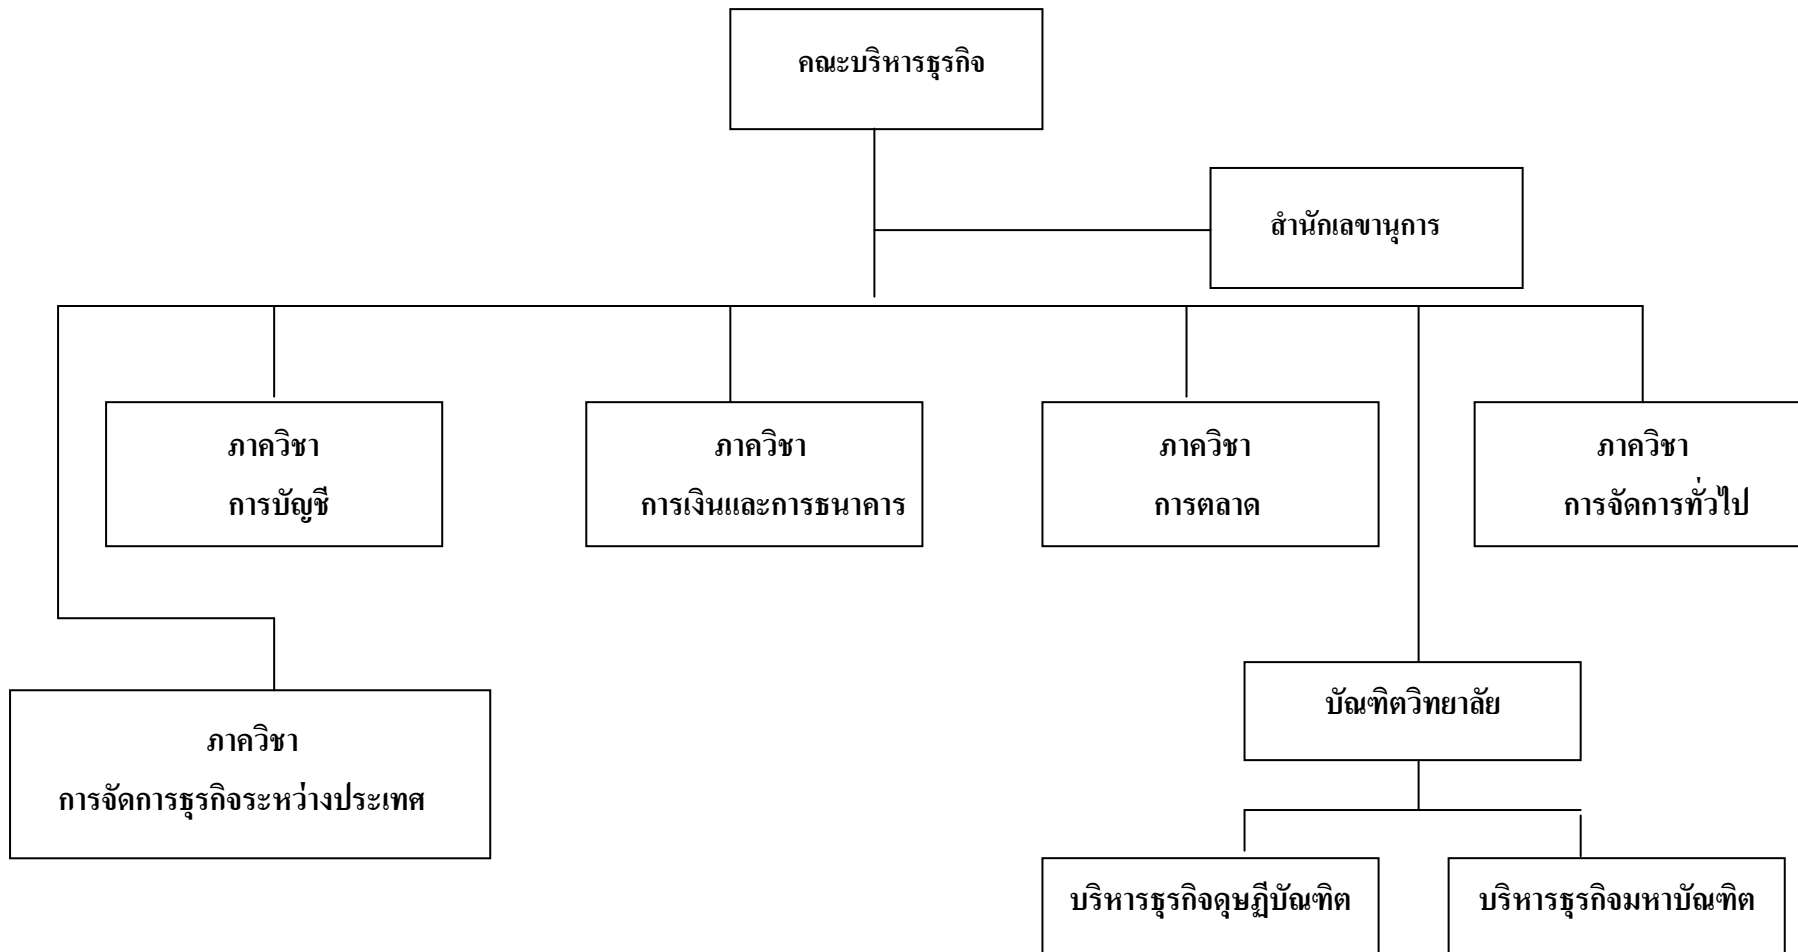 คณะบริหารธุรกิจ
สำนักเลขานุการ
ภาควิชา
การบัญชี
ภาควิชา
การเงินและการธนาคาร
ภาควิชา
การตลาด
ภาควิชา
การจัดการทั่วไป
ภาควิชา
การจัดการธุรกิจระหว่างประเทศ
บัณฑิตวิทยาลัย
บริหารธุรกิจดุษฎีบัณฑิต
บริหารธุรกิจมหาบัณฑิต